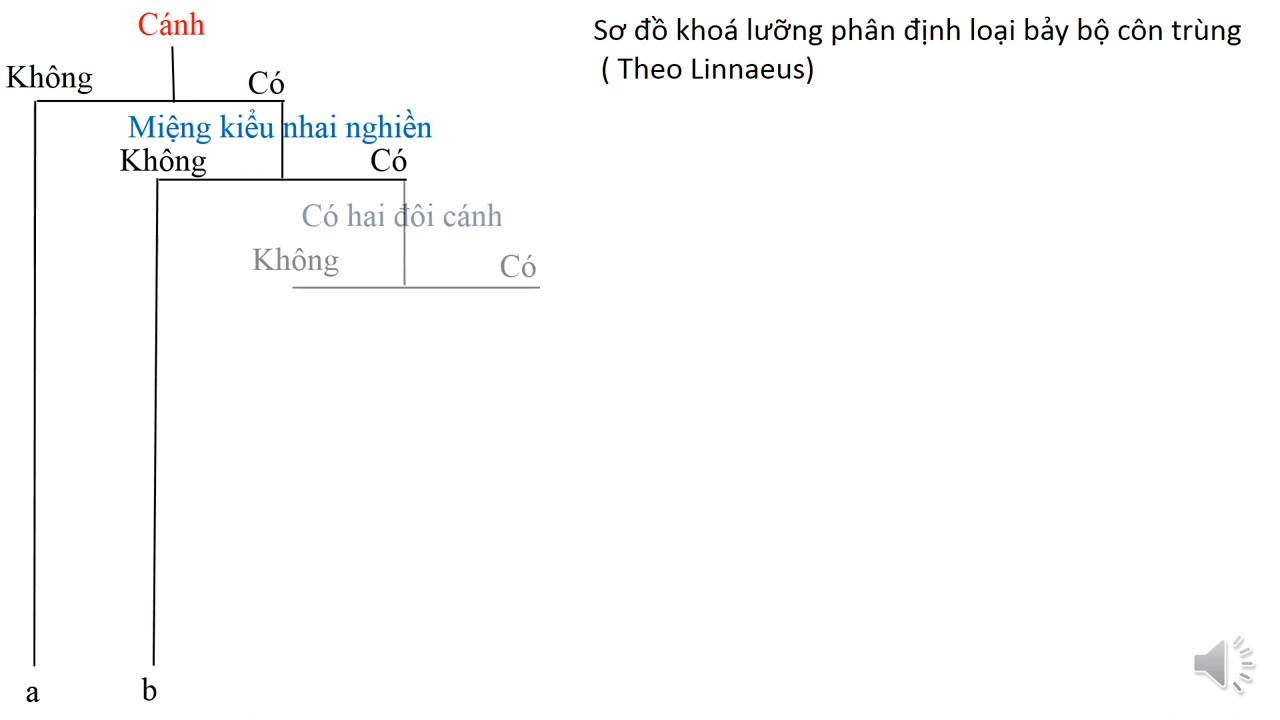 Cánh
Sơ đồ khoá lưỡng phân định loại bảy bộ côn trùng
( Theo Linnaeus)
Không Có
Miệng kiểu nhai nghiền
Không Có
Có hai đôi cánh
Không Có
a b